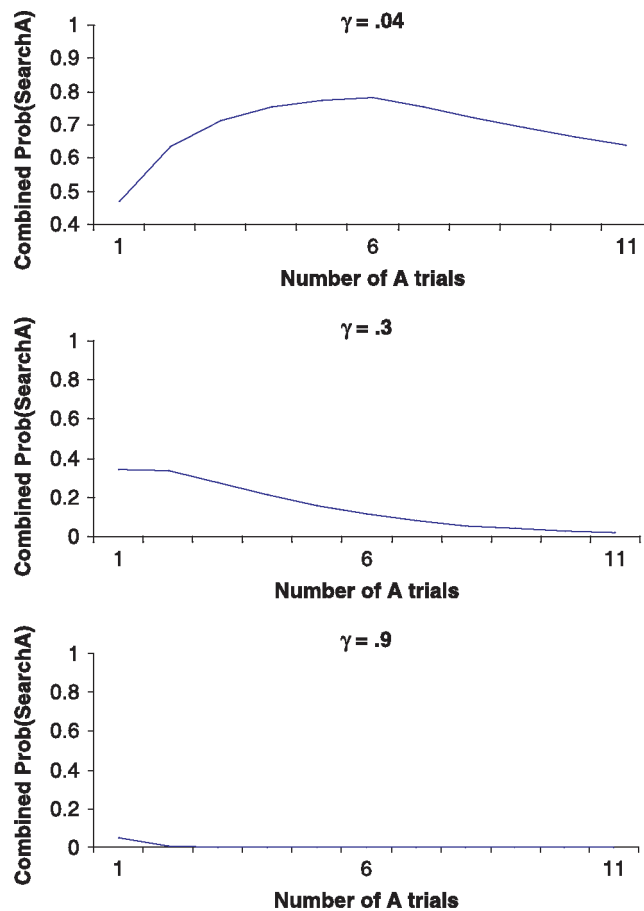 γ = .04
Combined Prob(SearchA)
1
0.9
0.8
0.7
0.6
0.5
0.4
1 6 11
Number of A trials
γ = .3
Combined Prob(SearchA)
1
0.8
0.6
0.4
0.2
0
1 6 11
Number of A trials
γ = .9
Combined Prob(SearchA)
1
0.8
0.6
0.4
0.2
0
1 6 11
Number of A trials